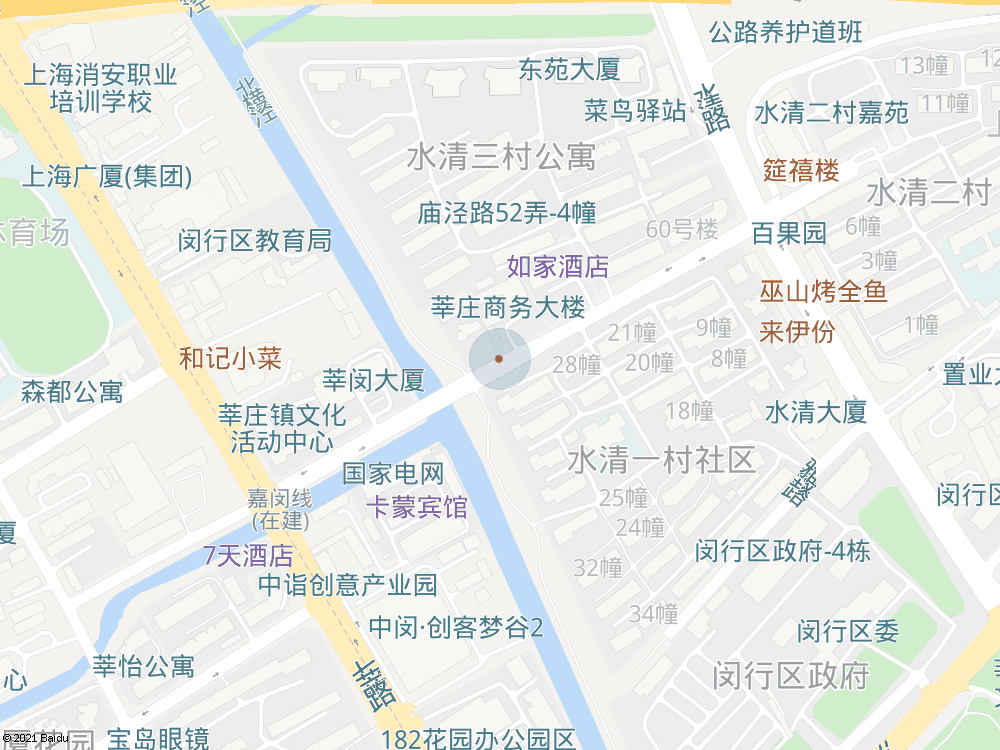 公路养护道班
上海消安职业
培训学校
东苑大厦
13幢
北横泾
菜鸟驿站
水清路
水清二村嘉苑
11幢
水清三村公寓
筵禧楼
上海广厦(集团)
水清二村
庙泾路52弄-4幢
闵行区教育局
60号楼
百果园
6幢
体育场
3幢
如家酒店
巫山烤全鱼
莘庄商务大楼
来伊份
1幢
21幢
9幢
和记小菜
28幢
20幢
8幢
森都公寓
莘闵大厦
莘庄镇文化
活动中心
18幢
水清大厦
水清一村社区
国家电网
嘉闵线
(在建)
卡蒙宾馆
25幢
闵行区
24幢
厦
7天酒店
闵行区政府-4栋
中诣创意产业园
32幢
34幢
中闵·创客梦谷2
闵行区委
莘怡公寓
心
闵行区政府
宝岛眼镜
182花园办公园区
© 2021 Baidu